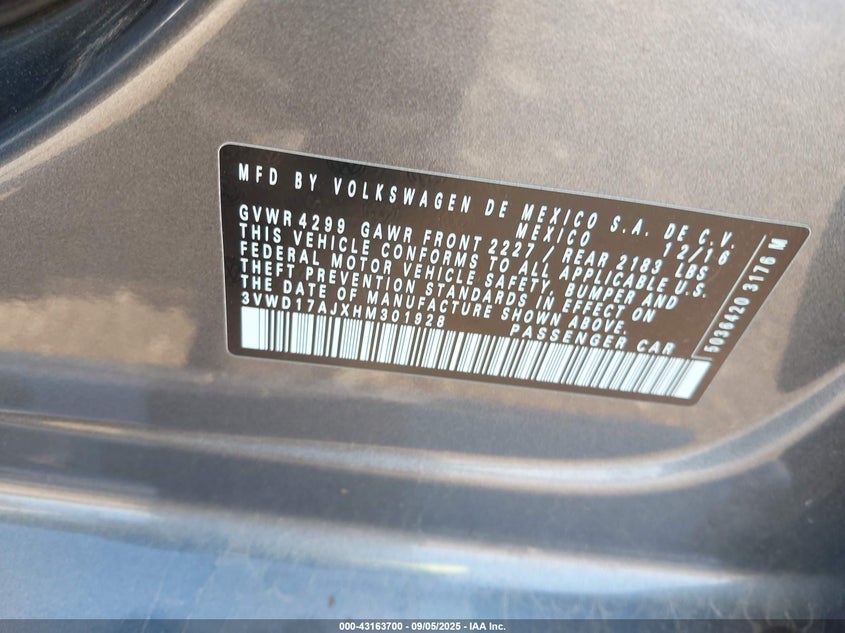 MFD BY VOLKSWAGEN DE MEXICO S.A. DE C.V.
MEXICO 12/16
GVWR 4299 GAWR FRONT 2227 / REAR 2183 LBS
THIS VEHICLE CONFORMS TO ALL APPLICABLE U.S.
FEDERAL MOTOR VEHICLE SAFETY, BUMPER AND
THEFT PREVENTION STANDARDS IN EFFECT ON
THE DATE OF MANUFACTURE SHOWN ABOVE.
3VWD17AJXHM301928 PASSENGER CAR
5036420 3176 M
000-43163700 - 09/05/2025 - IAA Inc.